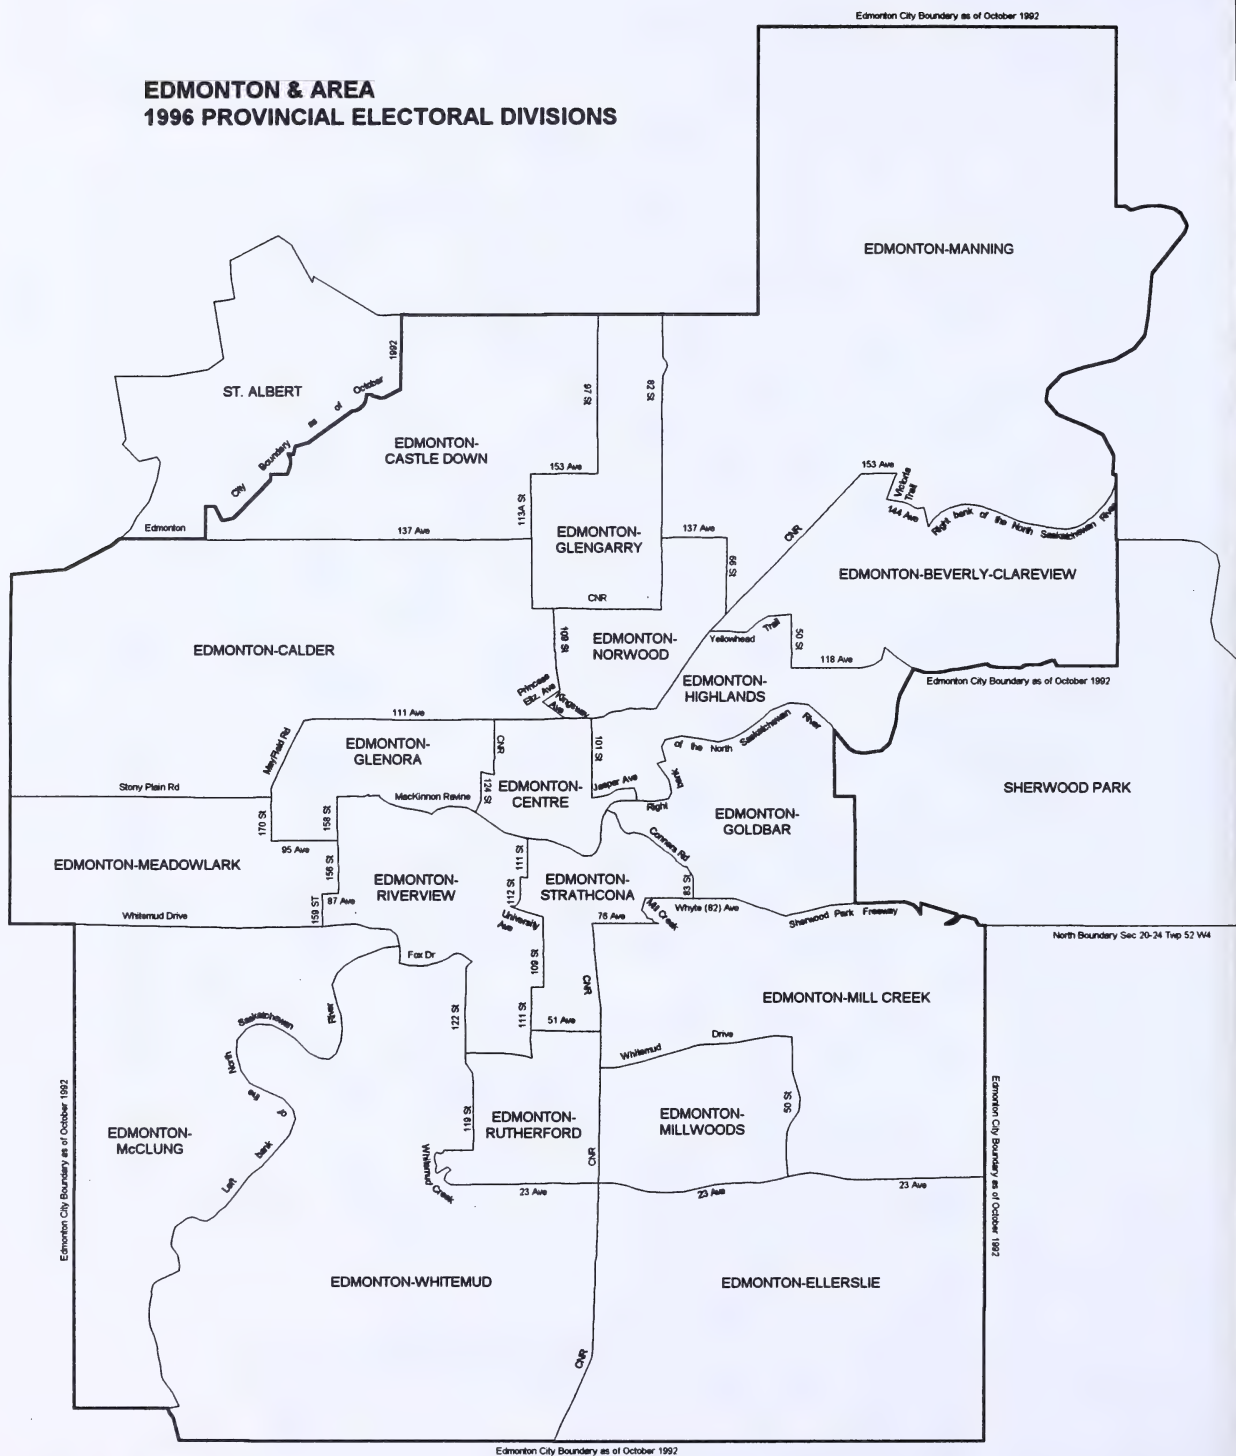 Edmonton City Boundary as of October 1992
EDMONTON & AREA
1996 PROVINCIAL ELECTORAL DIVISIONS
EDMONTON-MANNING
1992
October
of
as
Boundary
City
ST. ALBERT
97 St
82 St
EDMONTON-
CASTLE DOWN
153 Ave
153 Ave
Victoria
Trail
144 Ave
Right bank of the North Saskatchewan River
113A St
Edmonton
137 Ave
EDMONTON-
GLENGARRY
137 Ave
CNR
66 St
EDMONTON-BEVERLY-CLAREVIEW
CNR
109 St
EDMONTON-
NORWOOD
Yellowhead Trail
50 St
EDMONTON-CALDER
118 Ave
Princess
Eliz. Ave
Kingsway
Ave
EDMONTON-
HIGHLANDS
Edmonton City Boundary as of October 1992
111 Ave
Mayfield Rd
EDMONTON-
GLENORA
CNR
101 St
of the North Saskatchewan River
Stony Plain Rd
124 St
EDMONTON-
CENTRE
Jasper Ave
bank
Right
SHERWOOD PARK
MacKinnon Ravine
170 St
158 St
EDMONTON-
GOLDBAR
95 Ave
Conners Rd
EDMONTON-MEADOWLARK
156 St
111 St
EDMONTON-
RIVERVIEW
112 St
EDMONTON-
STRATHCONA
83 St
159 ST
87 Ave
Mill Creek
Whyte (82) Ave
Whitemud Drive
University
Ave
76 Ave
Sherwood Park Freeway
North Boundary Sec 20-24 Twp 52 W4
Fox Dr
109 St
CNR
EDMONTON-MILL CREEK
River
Saskatchewan
North
the
of
bank
Left
122 St
111 St
51 Ave
Whitemud Drive
50 St
Edmonton City Boundary as of October 1992
EDMONTON-
McCLUNG
119 St
EDMONTON-
RUTHERFORD
EDMONTON-
MILLWOODS
Edmonton City Boundary as of October 1992
Whitemud
Creek
CNR
23 Ave
23 Ave
23 Ave
EDMONTON-WHITEMUD
EDMONTON-ELLERSLIE
CNR
Edmonton City Boundary as of October 1992